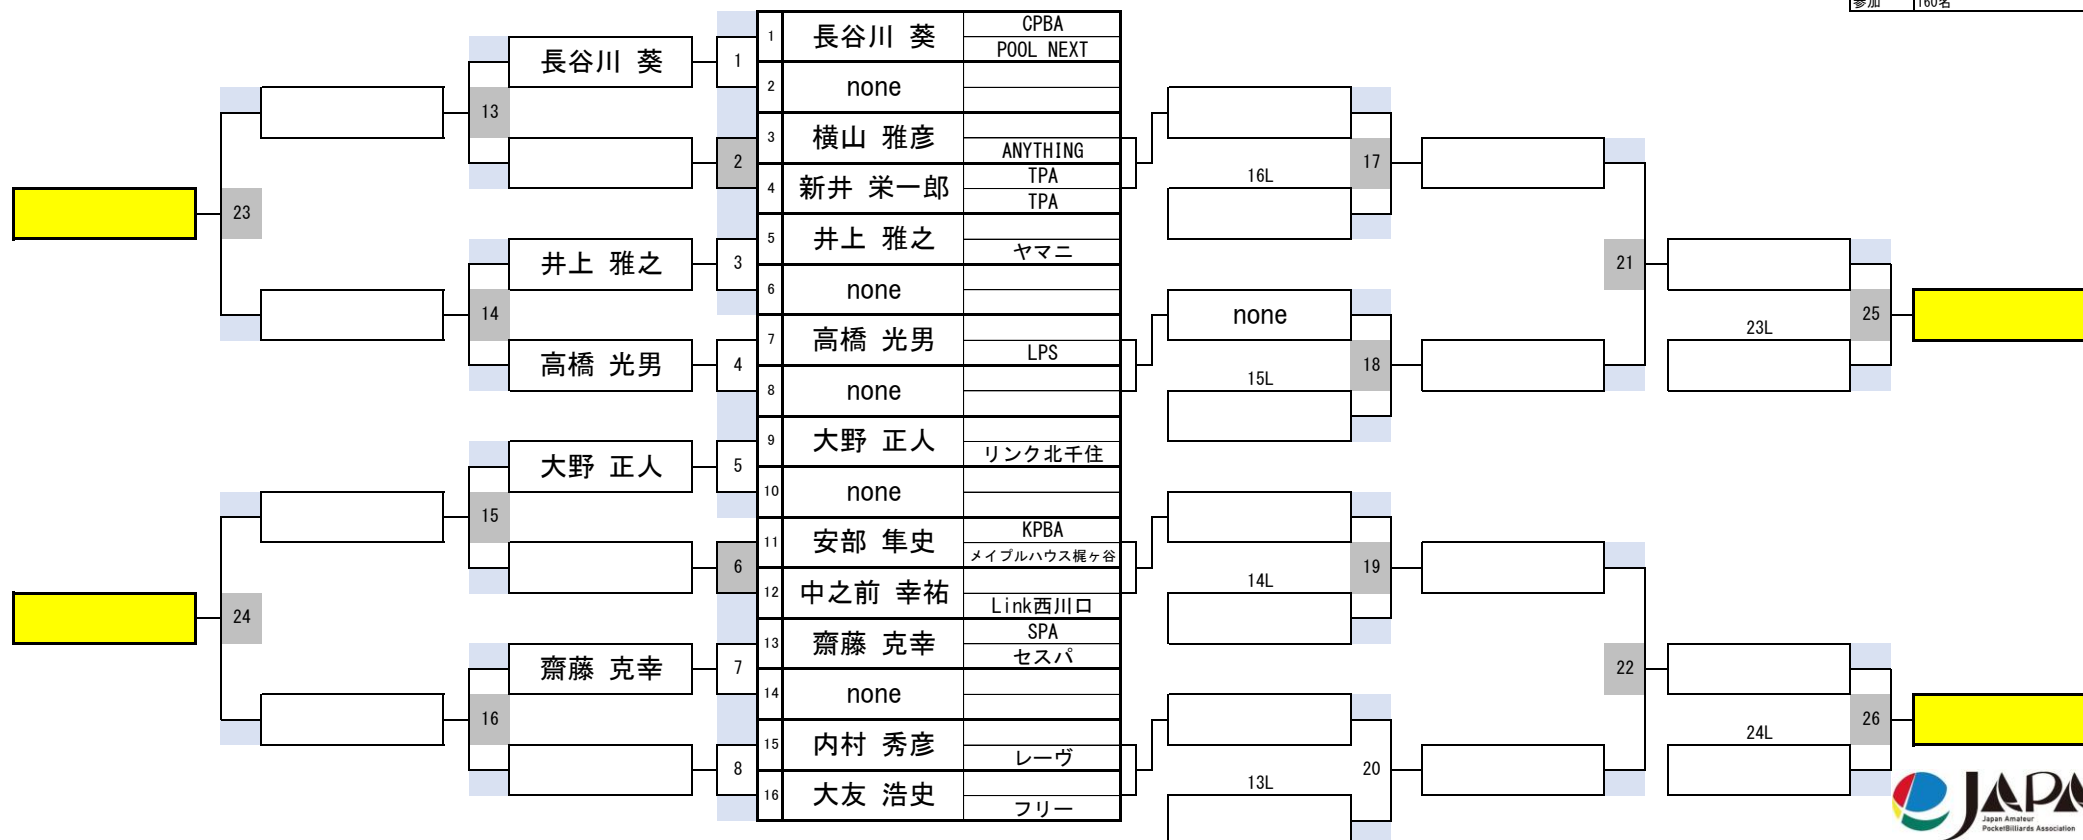 参加 160名
1 長谷川 葵 CPBA
POOL NEXT
2 none
3 横山 雅彦
ANYTHING
4 新井 栄一郎 TPA
TPA
5 井上 雅之
ヤマニ
6 none
7 高橋 光男
LPS
8 none
9 大野 正人
リンク北千住
10 none
11 安部 隼史 KPBA
メイプルハウス梶ヶ谷
12 中之前 幸祐
Link西川口
13 齋藤 克幸 SPA
セスパ
14 none
15 内村 秀彦
レーヴ
16 大友 浩史
フリー
長谷川 葵 1
13
2
23
井上 雅之 3
14
高橋 光男 4
大野 正人 5
15
6
24
齋藤 克幸 7
16
8
17
16L
21
none
18
15L
25
23L
19
14L
22
20
13L
26
24L
JAPA
Japan Amateur
PocketBilliards Association